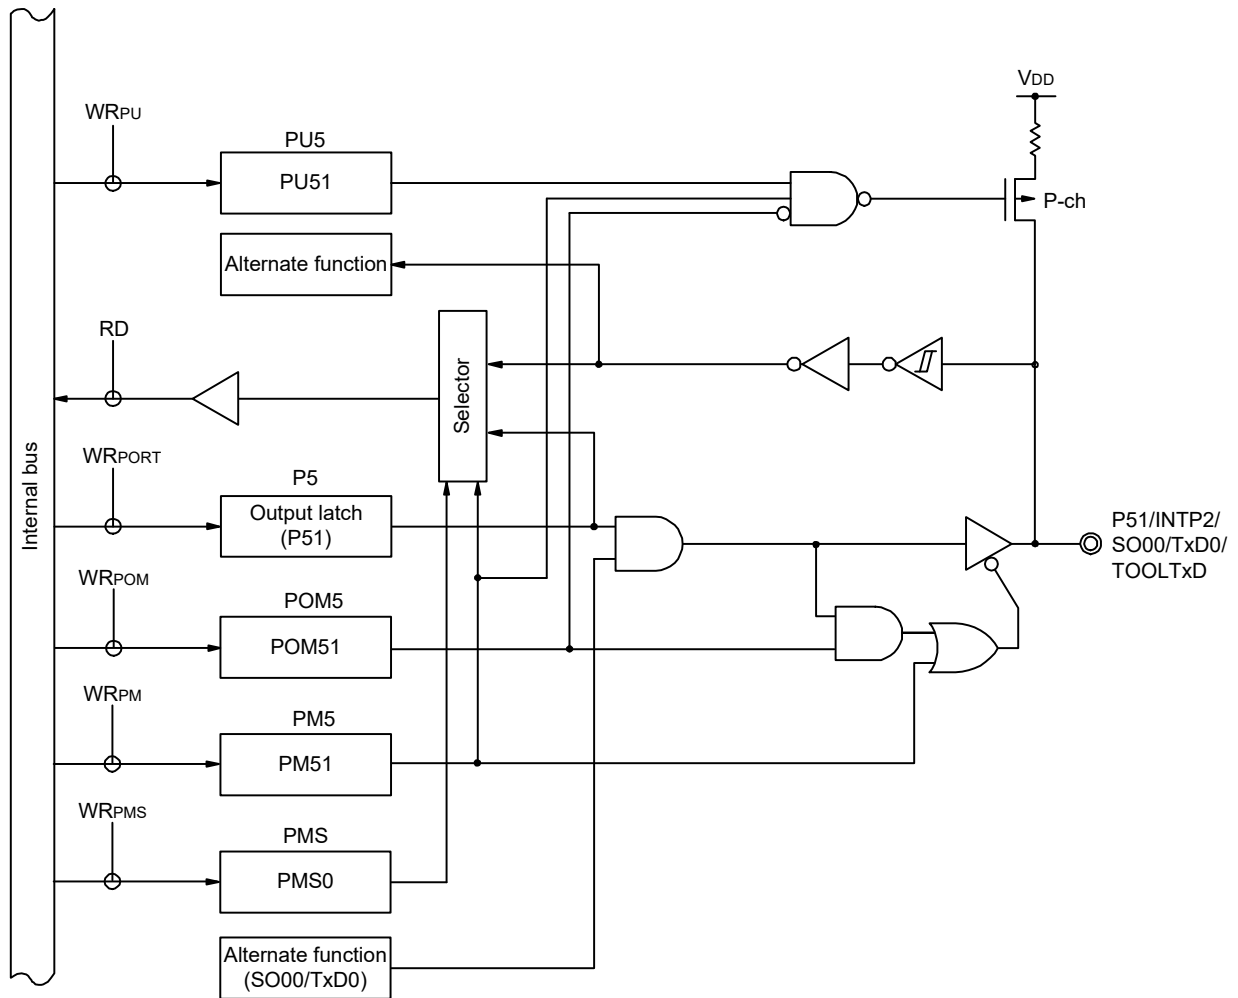 VDD
WRPU
PU5
PU51
P-ch
Alternate function
RD
Selector
Internal bus
WRPORT
P5
Output latch
(P51)
P51/INTP2/
SO00/TxD0/
TOOLTxD
WRPOM
POM5
POM51
WRPM
PM5
PM51
WRPMS
PMS
PMS0
Alternate function
(SO00/TxD0)